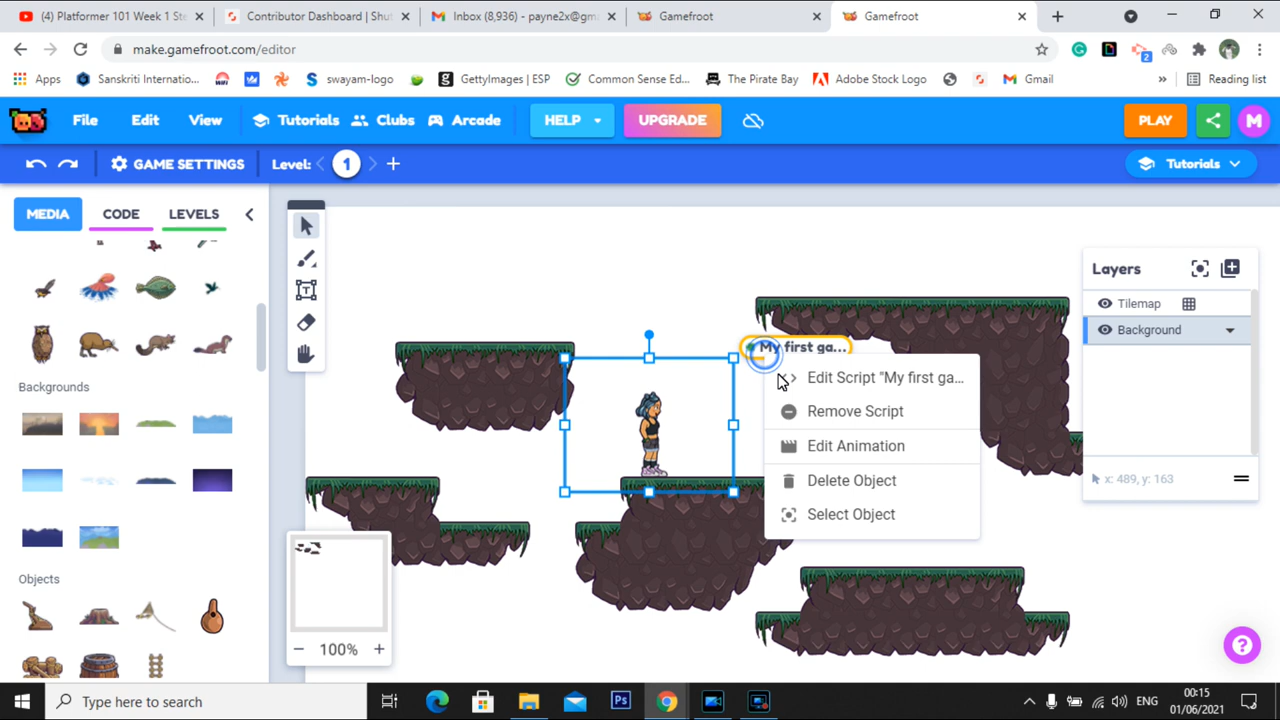 (4) Platformer 101 Week 1 Ste
Contributor Dashboard | Shut
Inbox (8,936) - payne2x@gm
Gamefroot
Gamefroot
make.gamefroot.com/editor
2
Apps
Sanskriti Internatio...
swayam-logo
GettyImages | ESP
Common Sense Ed...
The Pirate Bay
Adobe Stock Logo
Gmail
»
Reading list
File
Edit
View
Tutorials
Clubs
Arcade
HELP
UPGRADE
PLAY
M
GAME SETTINGS
Level:
1
Tutorials
MEDIA
CODE
LEVELS
Layers
Tilemap
Background
My first ga...
Edit Script "My first ga...
Remove Script
Edit Animation
Delete Object
Select Object
x: 489, y: 163
Backgrounds
Objects
100%
?
Type here to search
ENG
00:15
01/06/2021